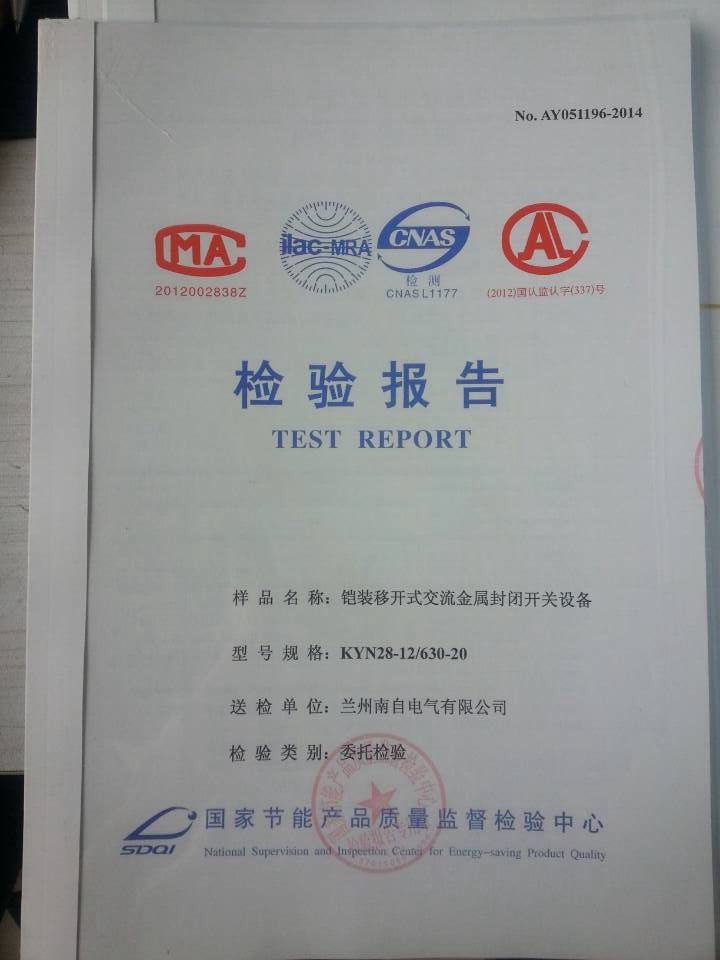 No. AY051196-2014
MA
2012002838Z
ilac-MRA
CNAS
检测
CNAS L1177
CAL
(2012)国认监认字(337)号
检验报告
TEST REPORT
样品名称：铠装移开式交流金属封闭开关设备
型号规格：KYN28-12/630-20
送检单位：兰州南自电气有限公司
检验类别：委托检验
SDQI
国家节能产品质量监督检验中心
National Supervision and Inspection Center for Energy-saving Product Quality